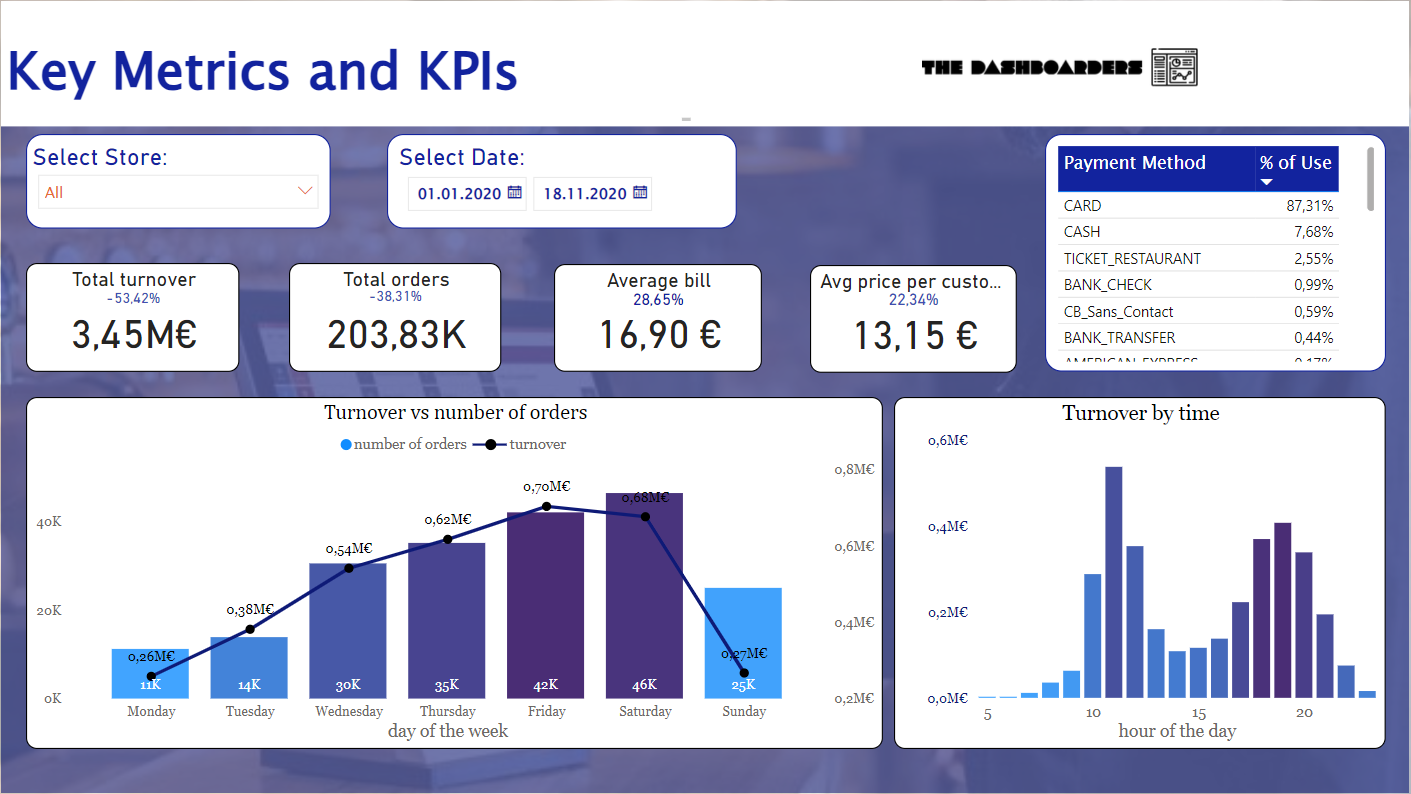 Key Metrics and KPIs
THE DASHBOARDERS
Select Store:
All
Select Date:
01.01.2020
18.11.2020
Payment Method % of Use
CARD 87,31%
CASH 7,68%
TICKET_RESTAURANT 2,55%
BANK_CHECK 0,99%
CB_Sans_Contact 0,59%
BANK_TRANSFER 0,44%
AMERICAN_EXPRESS 0,17%
Total turnover
-53,42%
3,45M€
Total orders
-38,31%
203,83K
Average bill
28,65%
16,90 €
Avg price per custo...
22,34%
13,15 €
Turnover vs number of orders
number of orders turnover
0,8M€
0,6M€
0,4M€
0,2M€
40K
20K
0K
0,26M€
0,38M€
0,54M€
0,62M€
0,70M€
0,68M€
0,27M€
11K 14K 30K 35K 42K 46K 25K
Monday Tuesday Wednesday Thursday Friday Saturday Sunday
day of the week
Turnover by time
0,6M€
0,4M€
0,2M€
0,0M€
5 10 15 20
hour of the day